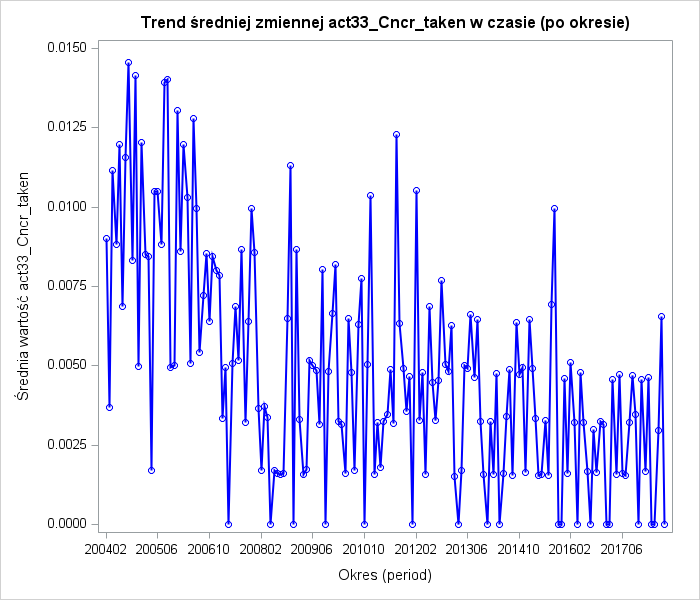 Trend średniej zmiennej act33_Cncr_taken w czasie (po okresie)
0.0150
0.0125
0.0100
0.0075
0.0050
0.0025
0.0000
Średnia wartość act33_Cncr_taken
200402 200506 200610 200802 200906 201010 201202 201306 201410 201602 201706
Okres (period)